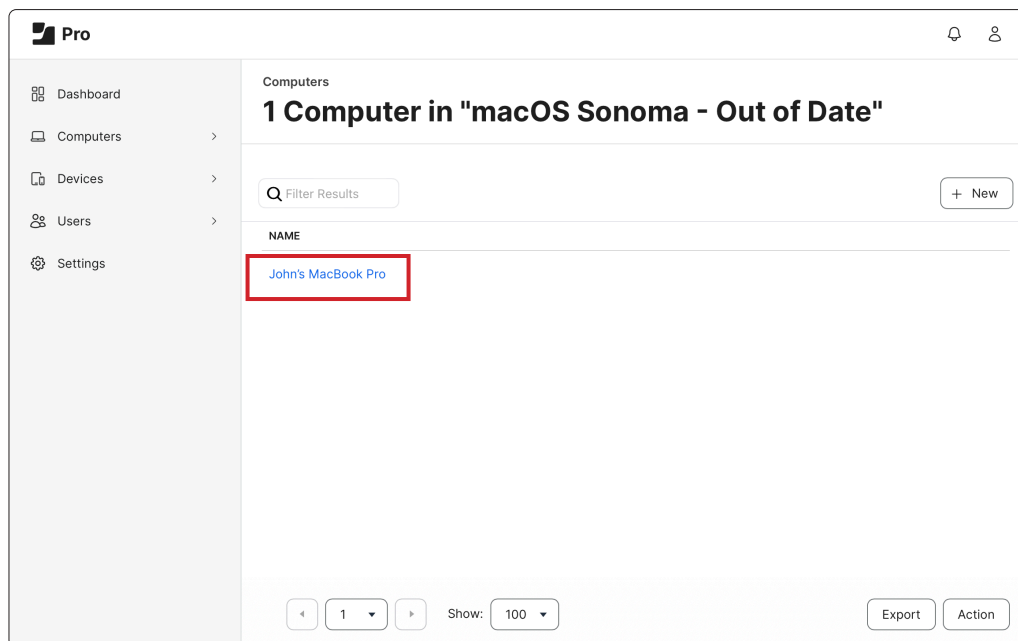 Pro
Dashboard
Computers
Devices
Users
Settings
Computers
1 Computer in "macOS Sonoma - Out of Date"
Filter Results
+ New
NAME
John's MacBook Pro
1
Show:
100
Export
Action